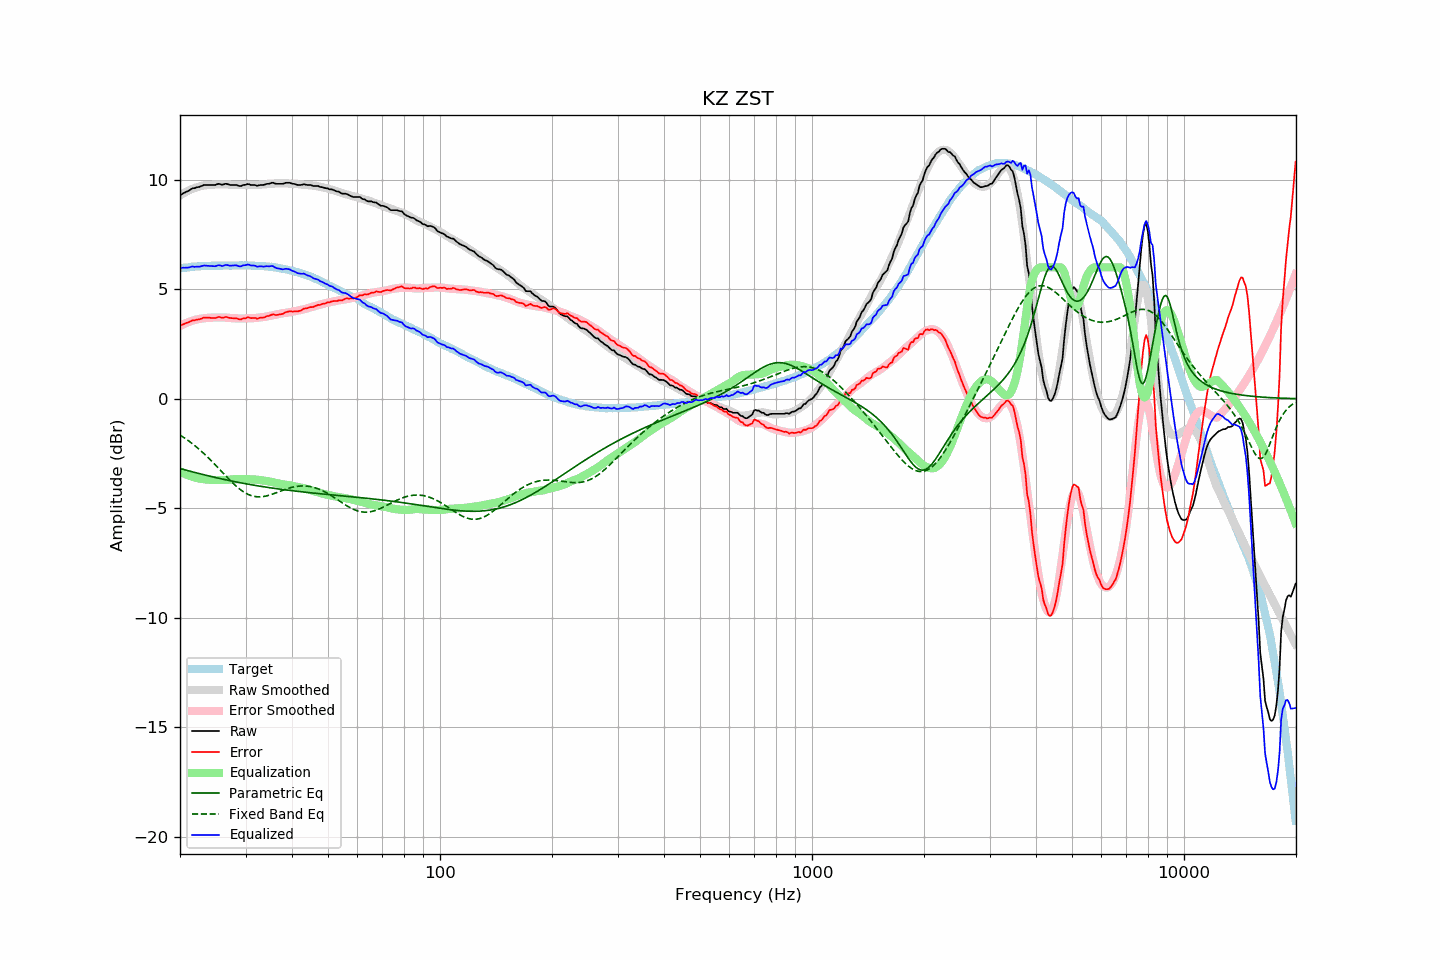 KZ ZST
Amplitude (dBr)
10
5
0
−5
−10
−15
−20
Target
Raw Smoothed
Error Smoothed
Raw
Error
Equalization
Parametric Eq
Fixed Band Eq
Equalized
100
1000
10000
Frequency (Hz)